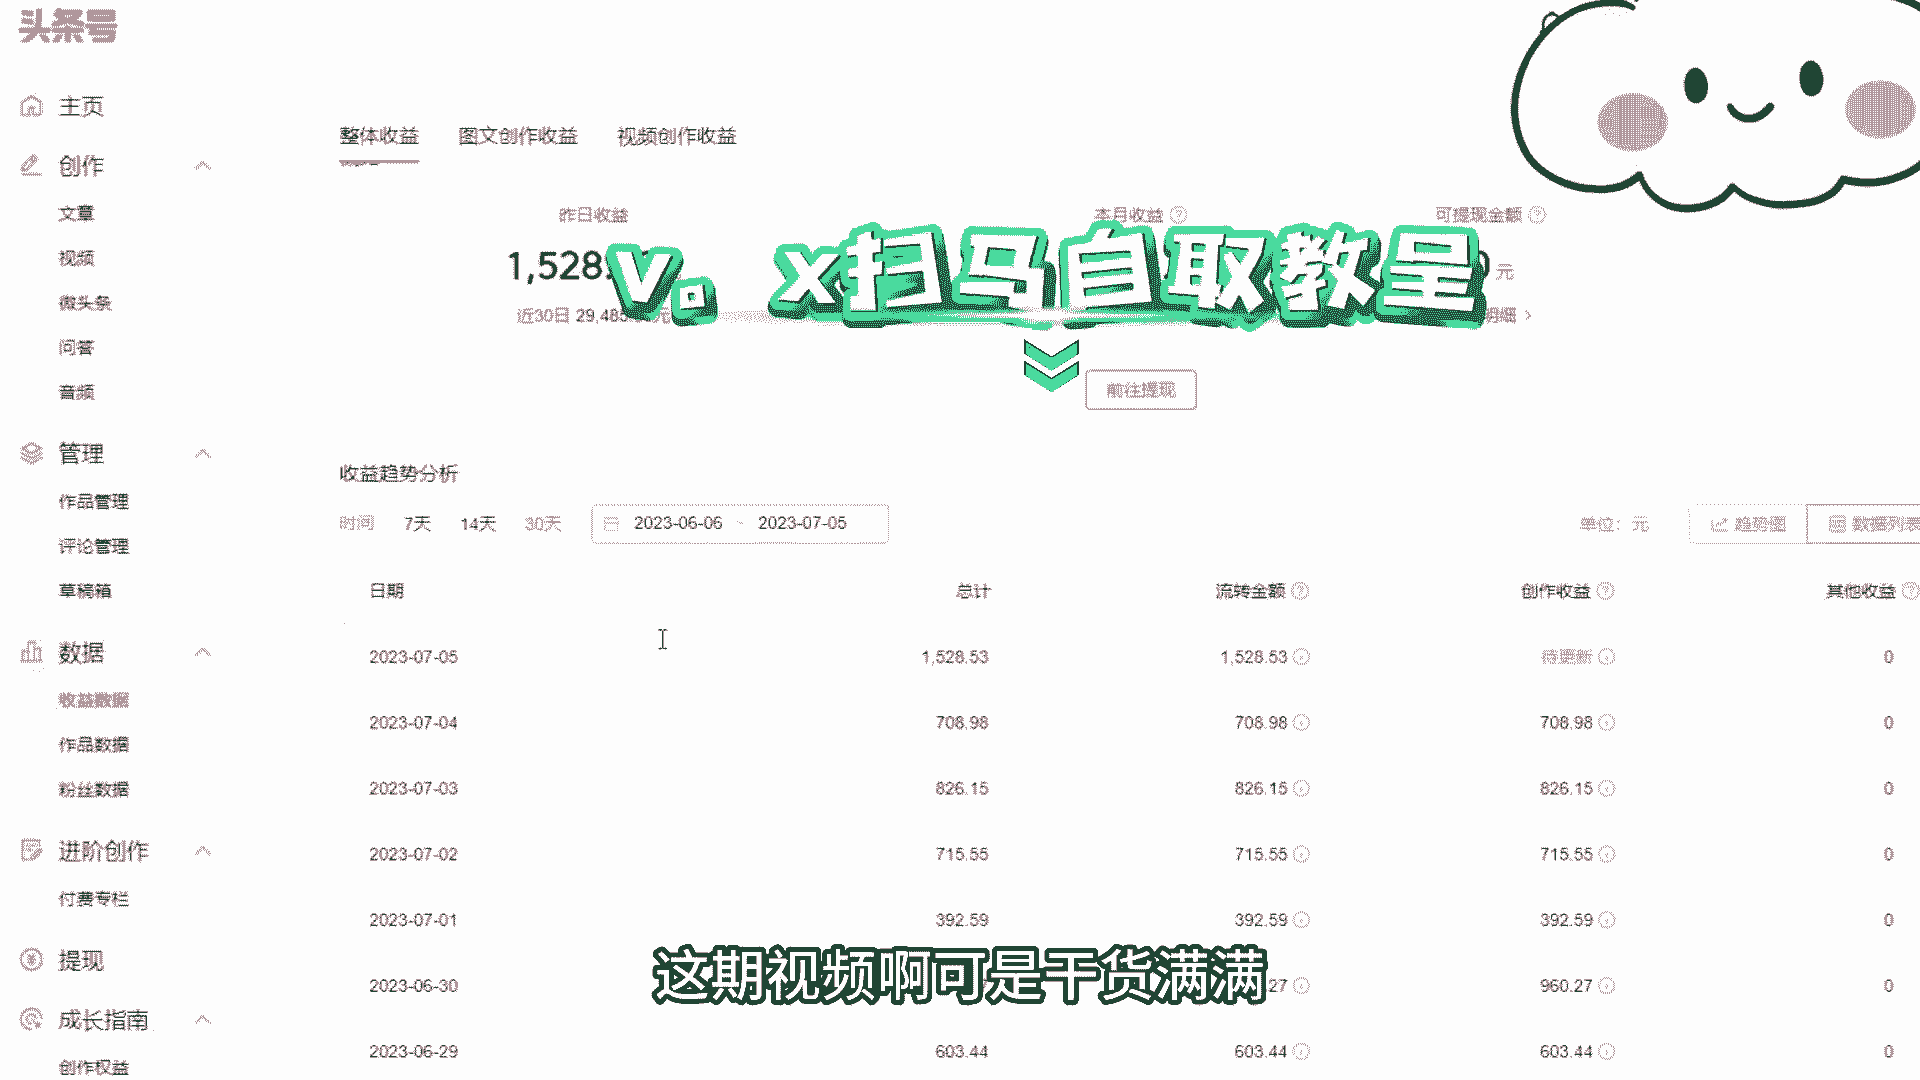 头条号
主页
创作
文章
视频
微头条
问答
音频
管理
作品管理
评论管理
草稿箱
数据
收益数据
作品数据
粉丝数据
进阶创作
付费专栏
提现
成长指南
创作权益
整体收益 图文创作收益 视频创作收益
昨日收益 本月收益 可提现金额
1,528. 元
v。x扫马自取教呈
近30日 29,485 元 明细 >
前往提现
收益趋势分析
时间 7天 14天 30天 2023-06-06 - 2023-07-05 单位：元 趋势图 数据列表
日期 总计 流转金额 创作收益 其他收益
2023-07-05 1,528.53 1,528.53 待更新 0
2023-07-04 708.98 708.98 708.98 0
2023-07-03 826.15 826.15 826.15 0
2023-07-02 715.55 715.55 715.55 0
2023-07-01 392.59 392.59 392.59 0
2023-06-30 .27 960.27 0
这期视频啊可是干货满满
2023-06-29 603.44 603.44 603.44 0